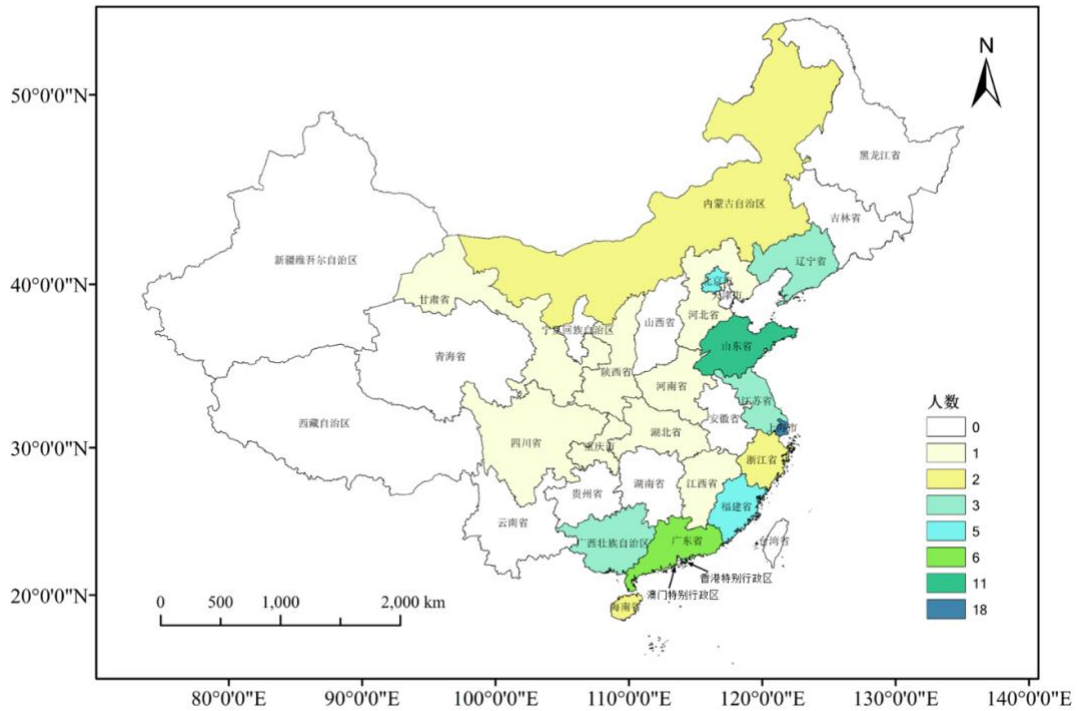 N
50°0'0"N
黑龙江省
内蒙古自治区
吉林省
新疆维吾尔自治区
辽宁省
40°0'0"N
北京市
天津市
甘肃省
河北省
宁夏回族自治区
山西省
山东省
青海省
陕西省
河南省
江苏省
人数
西藏自治区
安徽省
上海市
0
湖北省
四川省
重庆市
30°0'0"N
1
浙江省
江西省
湖南省
贵州省
2
福建省
3
云南省
5
广西壮族自治区
广东省
台湾省
6
香港特别行政区
11
澳门特别行政区
20°0'0"N
海南省
18
0 500 1,000 2,000 km
80°0'0"E 90°0'0"E 100°0'0"E 110°0'0"E 120°0'0"E 130°0'0"E 140°0'0"E